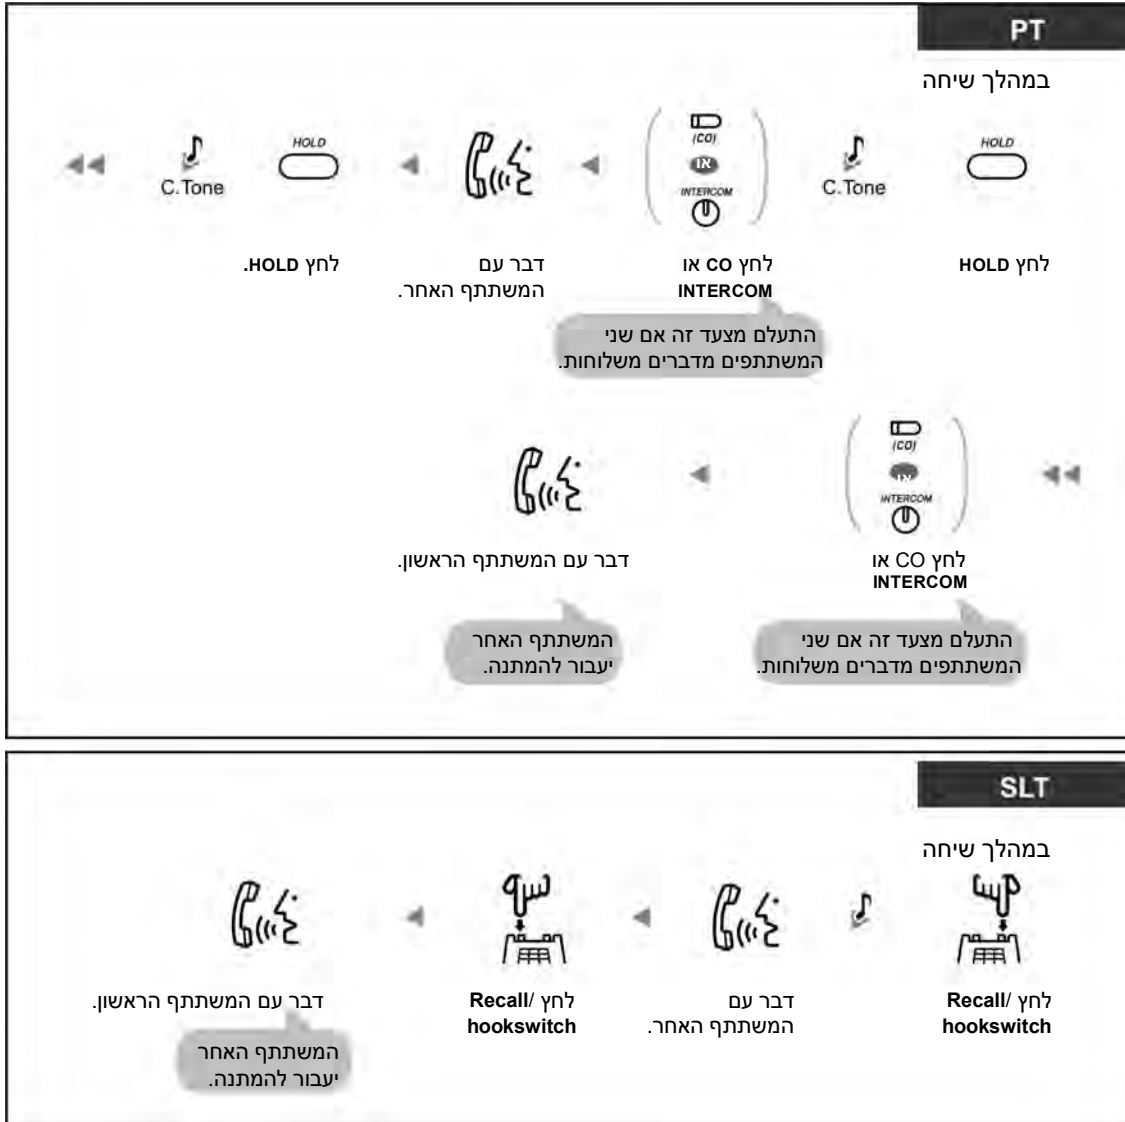 PT
במהלך שיחה
HOLD
C.Tone
(CO)
או
INTERCOM
HOLD
C.Tone
לחץ HOLD
לחץ CO או
INTERCOM
דבר עם
המשתתף האחר.
לחץ HOLD.
התעלם מצעד זה אם שני
המשתתפים מדברים משלוחות.
(CO)
או
INTERCOM
לחץ CO או
INTERCOM
דבר עם המשתתף הראשון.
התעלם מצעד זה אם שני
המשתתפים מדברים משלוחות.
המשתתף האחר
יעבור להמתנה.
SLT
במהלך שיחה
לחץ Recall/
hookswitch
דבר עם
המשתתף האחר.
לחץ Recall/
hookswitch
דבר עם המשתתף הראשון.
המשתתף האחר
יעבור להמתנה.